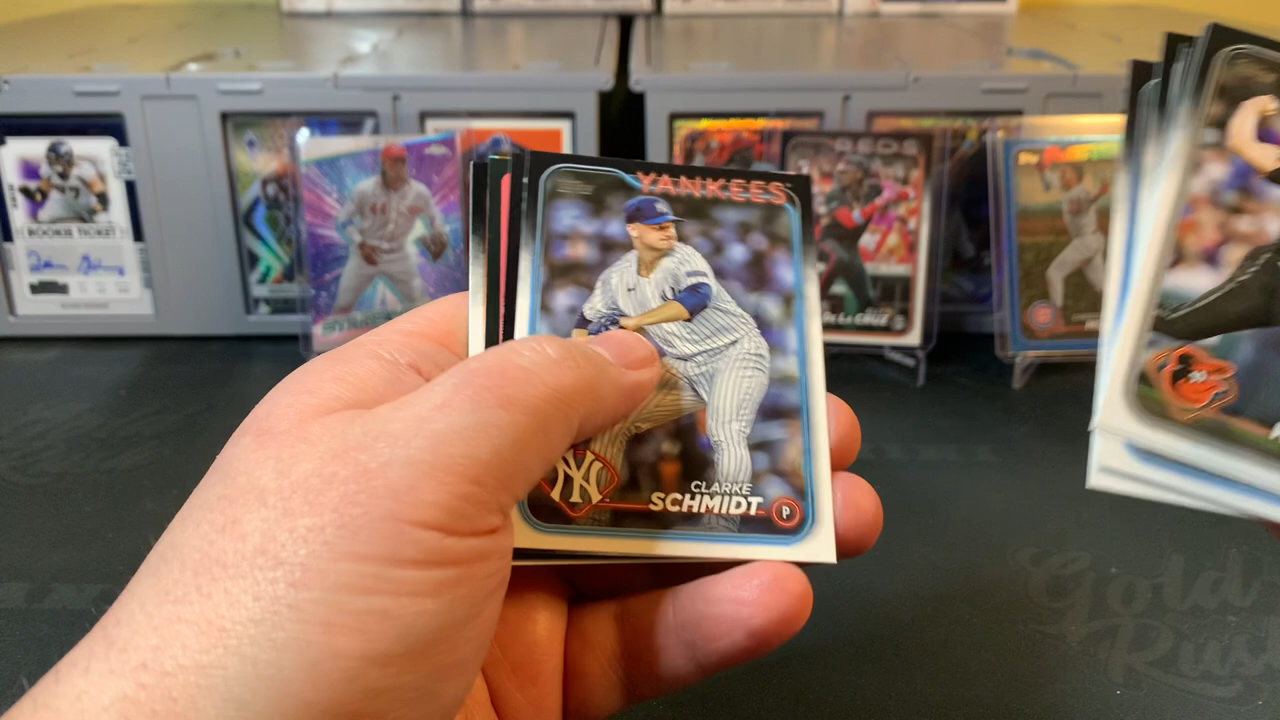 YANKEES
CLARKE
SCHMIDT
P
NY
REDS
DE LA CRUZ
ROOKIE TICKET
Gold
Rush